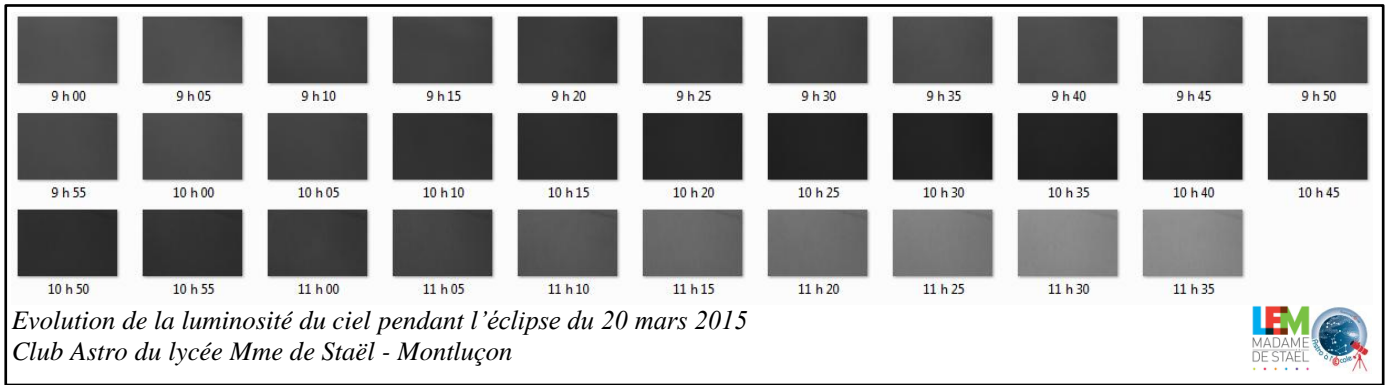 9 h 00 9 h 05 9 h 10 9 h 15 9 h 20 9 h 25 9 h 30 9 h 35 9 h 40 9 h 45 9 h 50
9 h 55 10 h 00 10 h 05 10 h 10 10 h 15 10 h 20 10 h 25 10 h 30 10 h 35 10 h 40 10 h 45
10 h 50 10 h 55 11 h 00 11 h 05 11 h 10 11 h 15 11 h 20 11 h 25 11 h 30 11 h 35
Evolution de la luminosité du ciel pendant l'éclipse du 20 mars 2015
Club Astro du lycée Mme de Staël - Montluçon
LEM
MADAME
DE STAËL
Astro à l'école